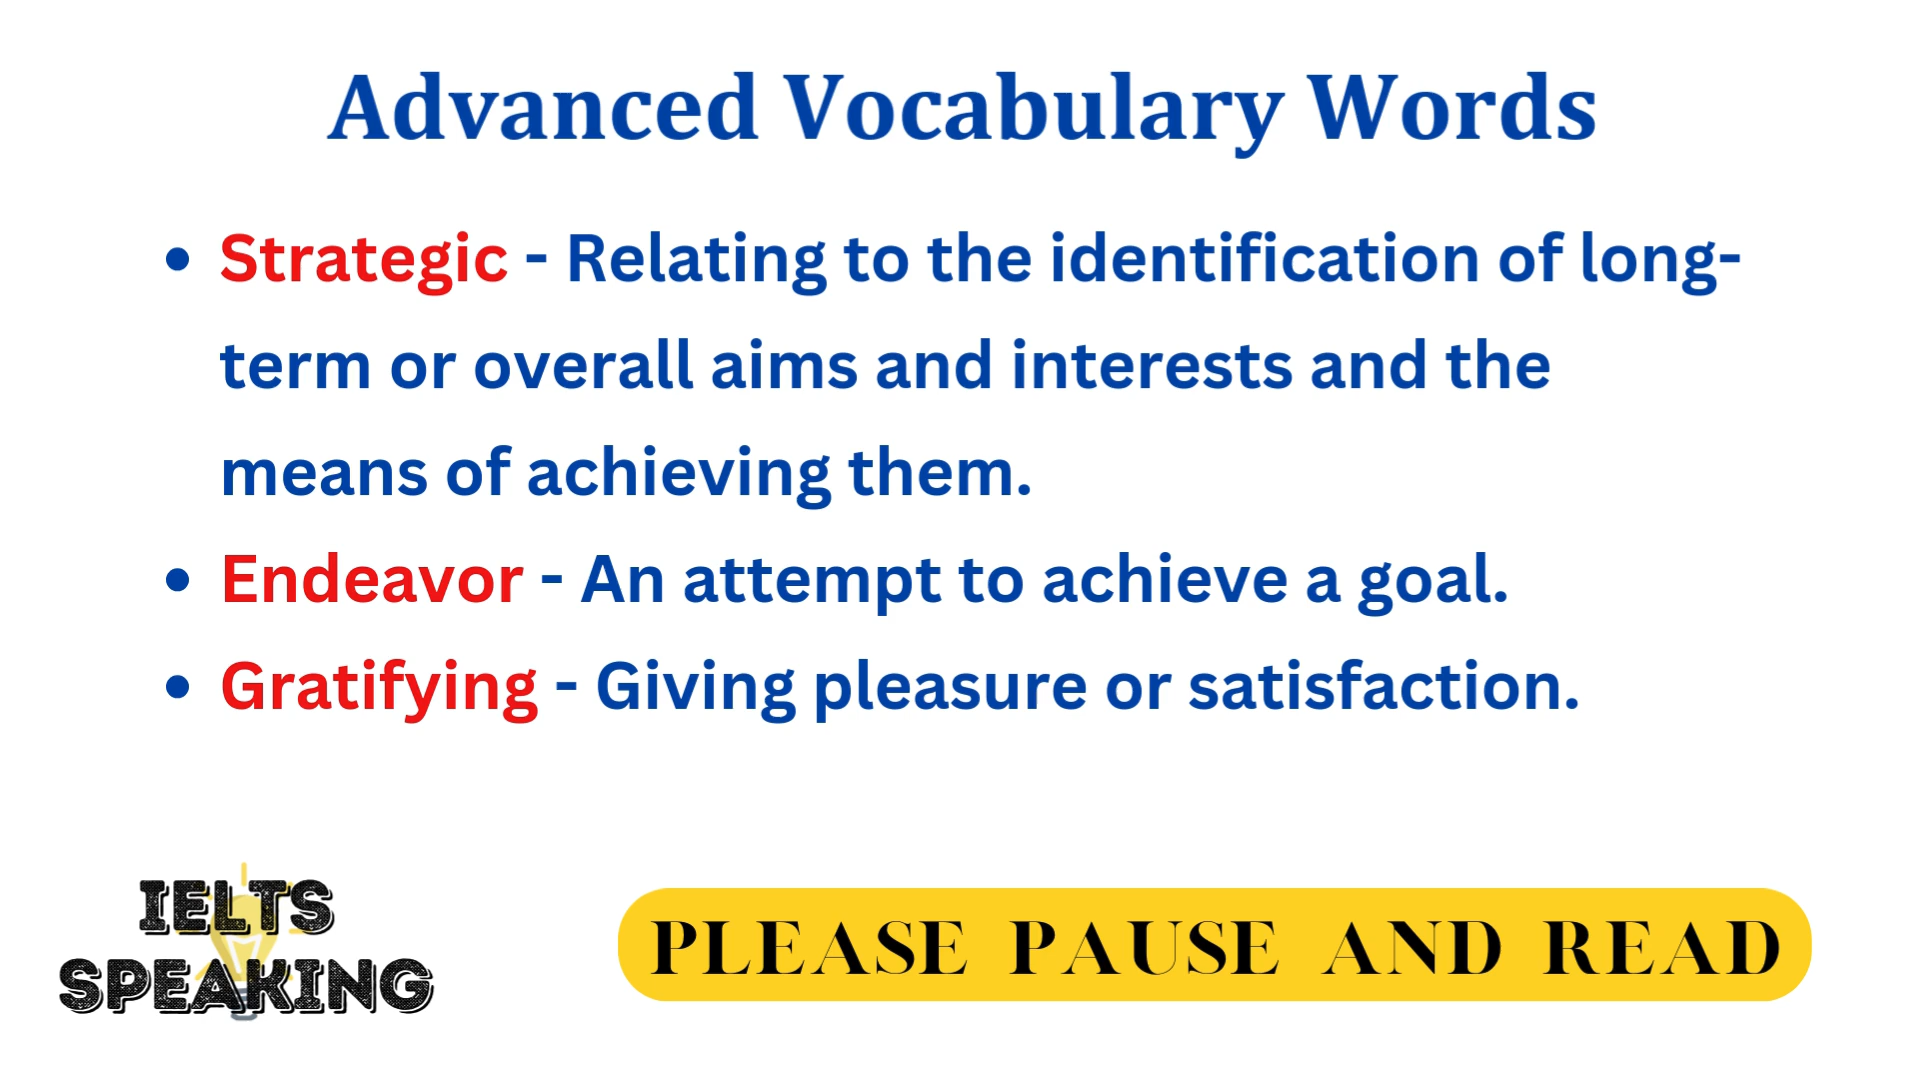 Advanced Vocabulary Words
• Strategic - Relating to the identification of long-
term or overall aims and interests and the
means of achieving them.
• Endeavor - An attempt to achieve a goal.
• Gratifying - Giving pleasure or satisfaction.
IELTS
SPEAKING
PLEASE PAUSE AND READ